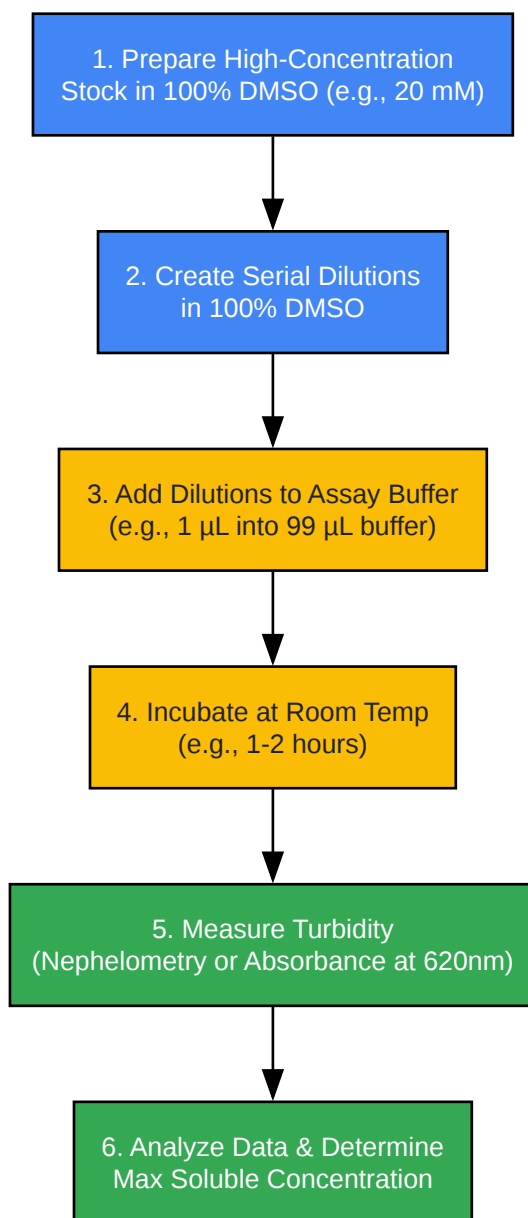 1. Prepare High-Concentration
Stock in 100% DMSO (e.g., 20 mM)
2. Create Serial Dilutions
in 100% DMSO
3. Add Dilutions to Assay Buffer
(e.g., 1 µL into 99 µL buffer)
4. Incubate at Room Temp
(e.g., 1-2 hours)
5. Measure Turbidity
(Nephelometry or Absorbance at 620nm)
6. Analyze Data & Determine
Max Soluble Concentration